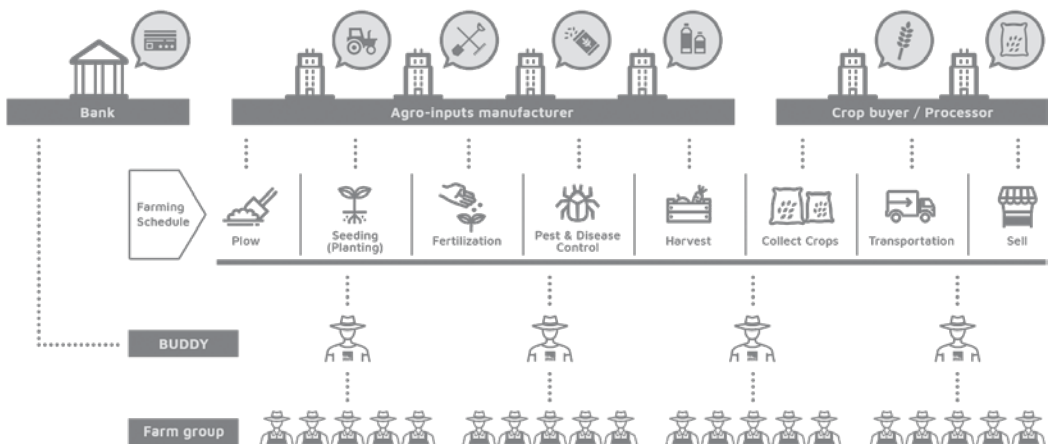 Bank
Agro-inputs manufacturer
Crop buyer / Processor
Farming
Schedule
Plow
Seeding
(Planting)
Fertilization
Pest & Disease
Control
Harvest
Collect Crops
Transportation
Sell
BUDDY
Farm group